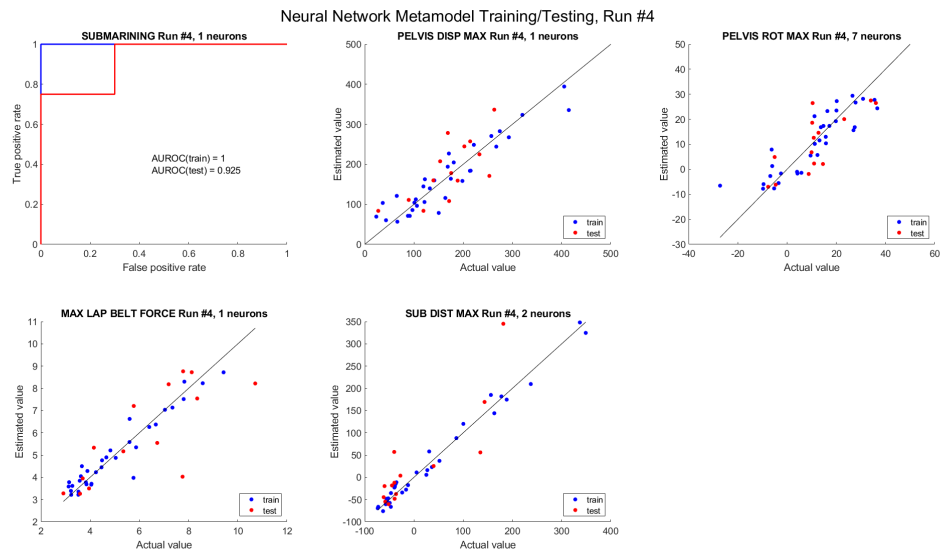 Neural Network Metamodel Training/Testing, Run #4
SUBMARINING Run #4, 1 neurons
True positive rate
1
0.8
0.6
0.4
0.2
0
AUROC(train) = 1
AUROC(test) = 0.925
0
0.2
0.4
0.6
0.8
1
False positive rate
PELVIS DISP MAX Run #4, 1 neurons
Estimated value
500
400
300
200
100
0
train
test
0
100
200
300
400
500
Actual value
PELVIS ROT MAX Run #4, 7 neurons
Estimated value
50
40
30
20
10
0
-10
-20
-30
train
test
-40
-20
0
20
40
60
Actual value
MAX LAP BELT FORCE Run #4, 1 neurons
Estimated value
11
10
9
8
7
6
5
4
3
2
train
test
2
4
6
8
10
12
Actual value
SUB DIST MAX Run #4, 2 neurons
Estimated value
350
300
250
200
150
100
50
0
-50
-100
train
test
-100
0
100
200
300
400
Actual value